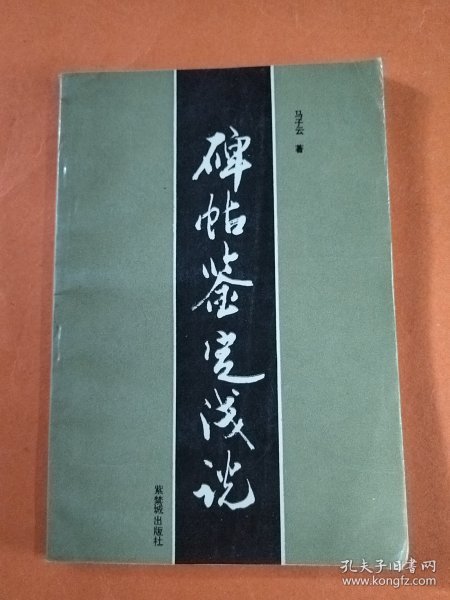 马子云 著
碑帖鉴定浅说
紫禁城出版社
孔夫子旧书网
www.kongfz.com